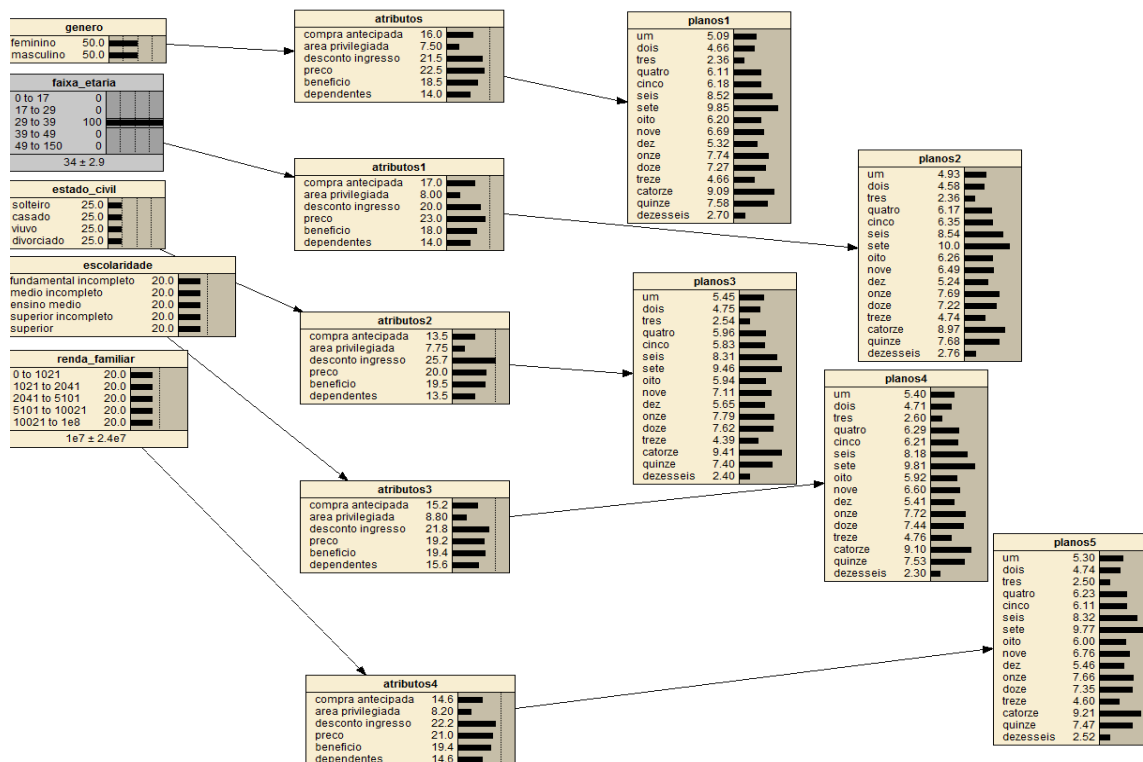 genero
feminino 50.0
masculino 50.0
faixa_etaria
0 to 17 0
17 to 29 0
29 to 39 100
39 to 49 0
49 to 150 0
34 ± 2.9
estado_civil
solteiro 25.0
casado 25.0
viuvo 25.0
divorciado 25.0
escolaridade
fundamental incompleto 20.0
medio incompleto 20.0
ensino medio 20.0
superior incompleto 20.0
superior 20.0
renda_familiar
0 to 1021 20.0
1021 to 2041 20.0
2041 to 5101 20.0
5101 to 10021 20.0
10021 to 1e8 20.0
1e7 ± 2.4e7
atributos
compra antecipada 16.0
area privilegiada 7.50
desconto ingresso 21.5
preco 22.5
beneficio 18.5
dependentes 14.0
atributos1
compra antecipada 17.0
area privilegiada 8.00
desconto ingresso 20.0
preco 23.0
beneficio 18.0
dependentes 14.0
atributos2
compra antecipada 13.5
area privilegiada 7.75
desconto ingresso 25.7
preco 20.0
beneficio 19.5
dependentes 13.5
atributos3
compra antecipada 15.2
area privilegiada 8.80
desconto ingresso 21.8
preco 19.2
beneficio 19.4
dependentes 15.6
atributos4
compra antecipada 14.6
area privilegiada 8.20
desconto ingresso 22.2
preco 21.0
beneficio 19.4
dependentes 14.6
planos1
um 5.09
dois 4.66
tres 2.36
quatro 6.11
cinco 6.18
seis 8.52
sete 9.85
oito 6.20
nove 6.69
dez 5.32
onze 7.74
doze 7.27
treze 4.66
catorze 9.09
quinze 7.58
dezesseis 2.70
planos2
um 4.93
dois 4.58
tres 2.36
quatro 6.17
cinco 6.35
seis 8.54
sete 10.0
oito 6.26
nove 6.49
dez 5.24
onze 7.69
doze 7.22
treze 4.74
catorze 8.97
quinze 7.68
dezesseis 2.76
planos3
um 5.45
dois 4.75
tres 2.54
quatro 5.96
cinco 5.83
seis 8.31
sete 9.46
oito 5.94
nove 7.11
dez 5.65
onze 7.79
doze 7.62
treze 4.39
catorze 9.41
quinze 7.40
dezesseis 2.40
planos4
um 5.40
dois 4.71
tres 2.60
quatro 6.29
cinco 6.21
seis 8.18
sete 9.81
oito 5.92
nove 6.60
dez 5.41
onze 7.72
doze 7.44
treze 4.76
catorze 9.10
quinze 7.53
dezesseis 2.30
planos5
um 5.30
dois 4.74
tres 2.50
quatro 6.23
cinco 6.11
seis 8.32
sete 9.77
oito 6.00
nove 6.76
dez 5.46
onze 7.66
doze 7.35
treze 4.60
catorze 9.21
quinze 7.47
dezesseis 2.52